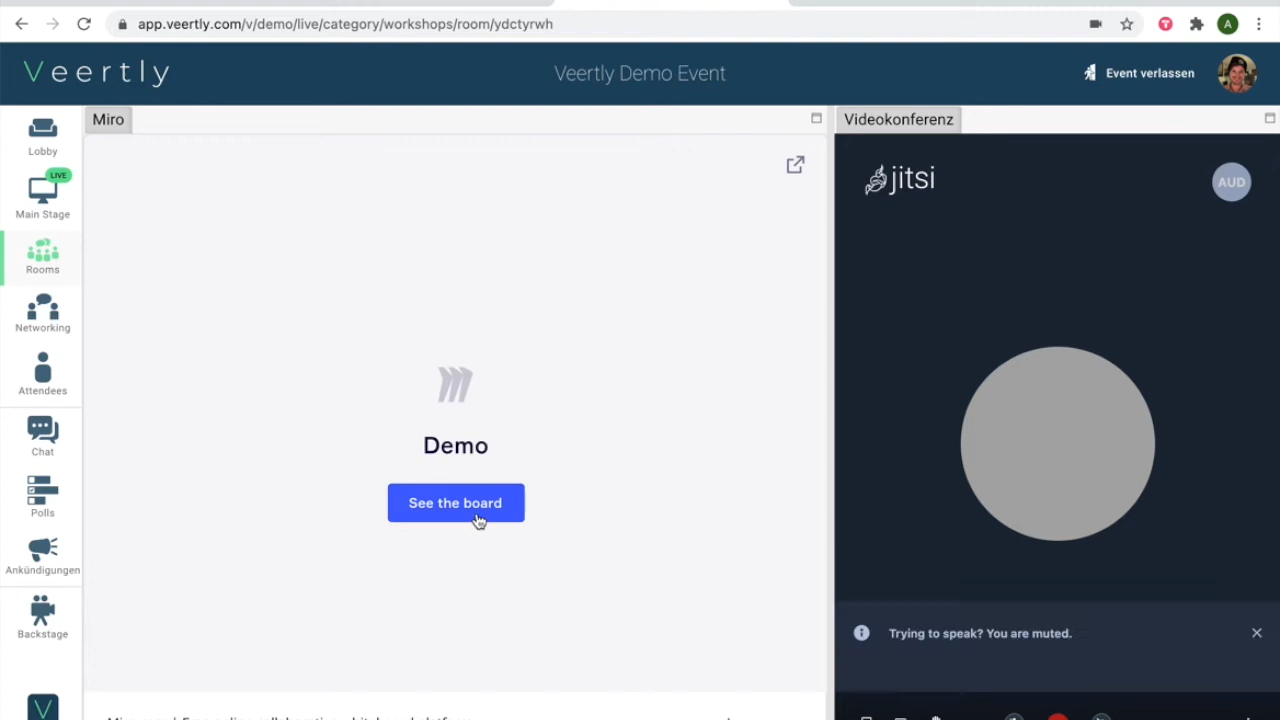 app.veertly.com/v/demo/live/category/workshops/room/ydctyrwh
A
Veertly
Veertly Demo Event
Event verlassen
Miro
Videokonferenz
Lobby
LIVE
Main Stage
Rooms
Networking
Attendees
Chat
Polls
Ankündigungen
Backstage
Demo
See the board
jitsi
AUD
Trying to speak? You are muted.